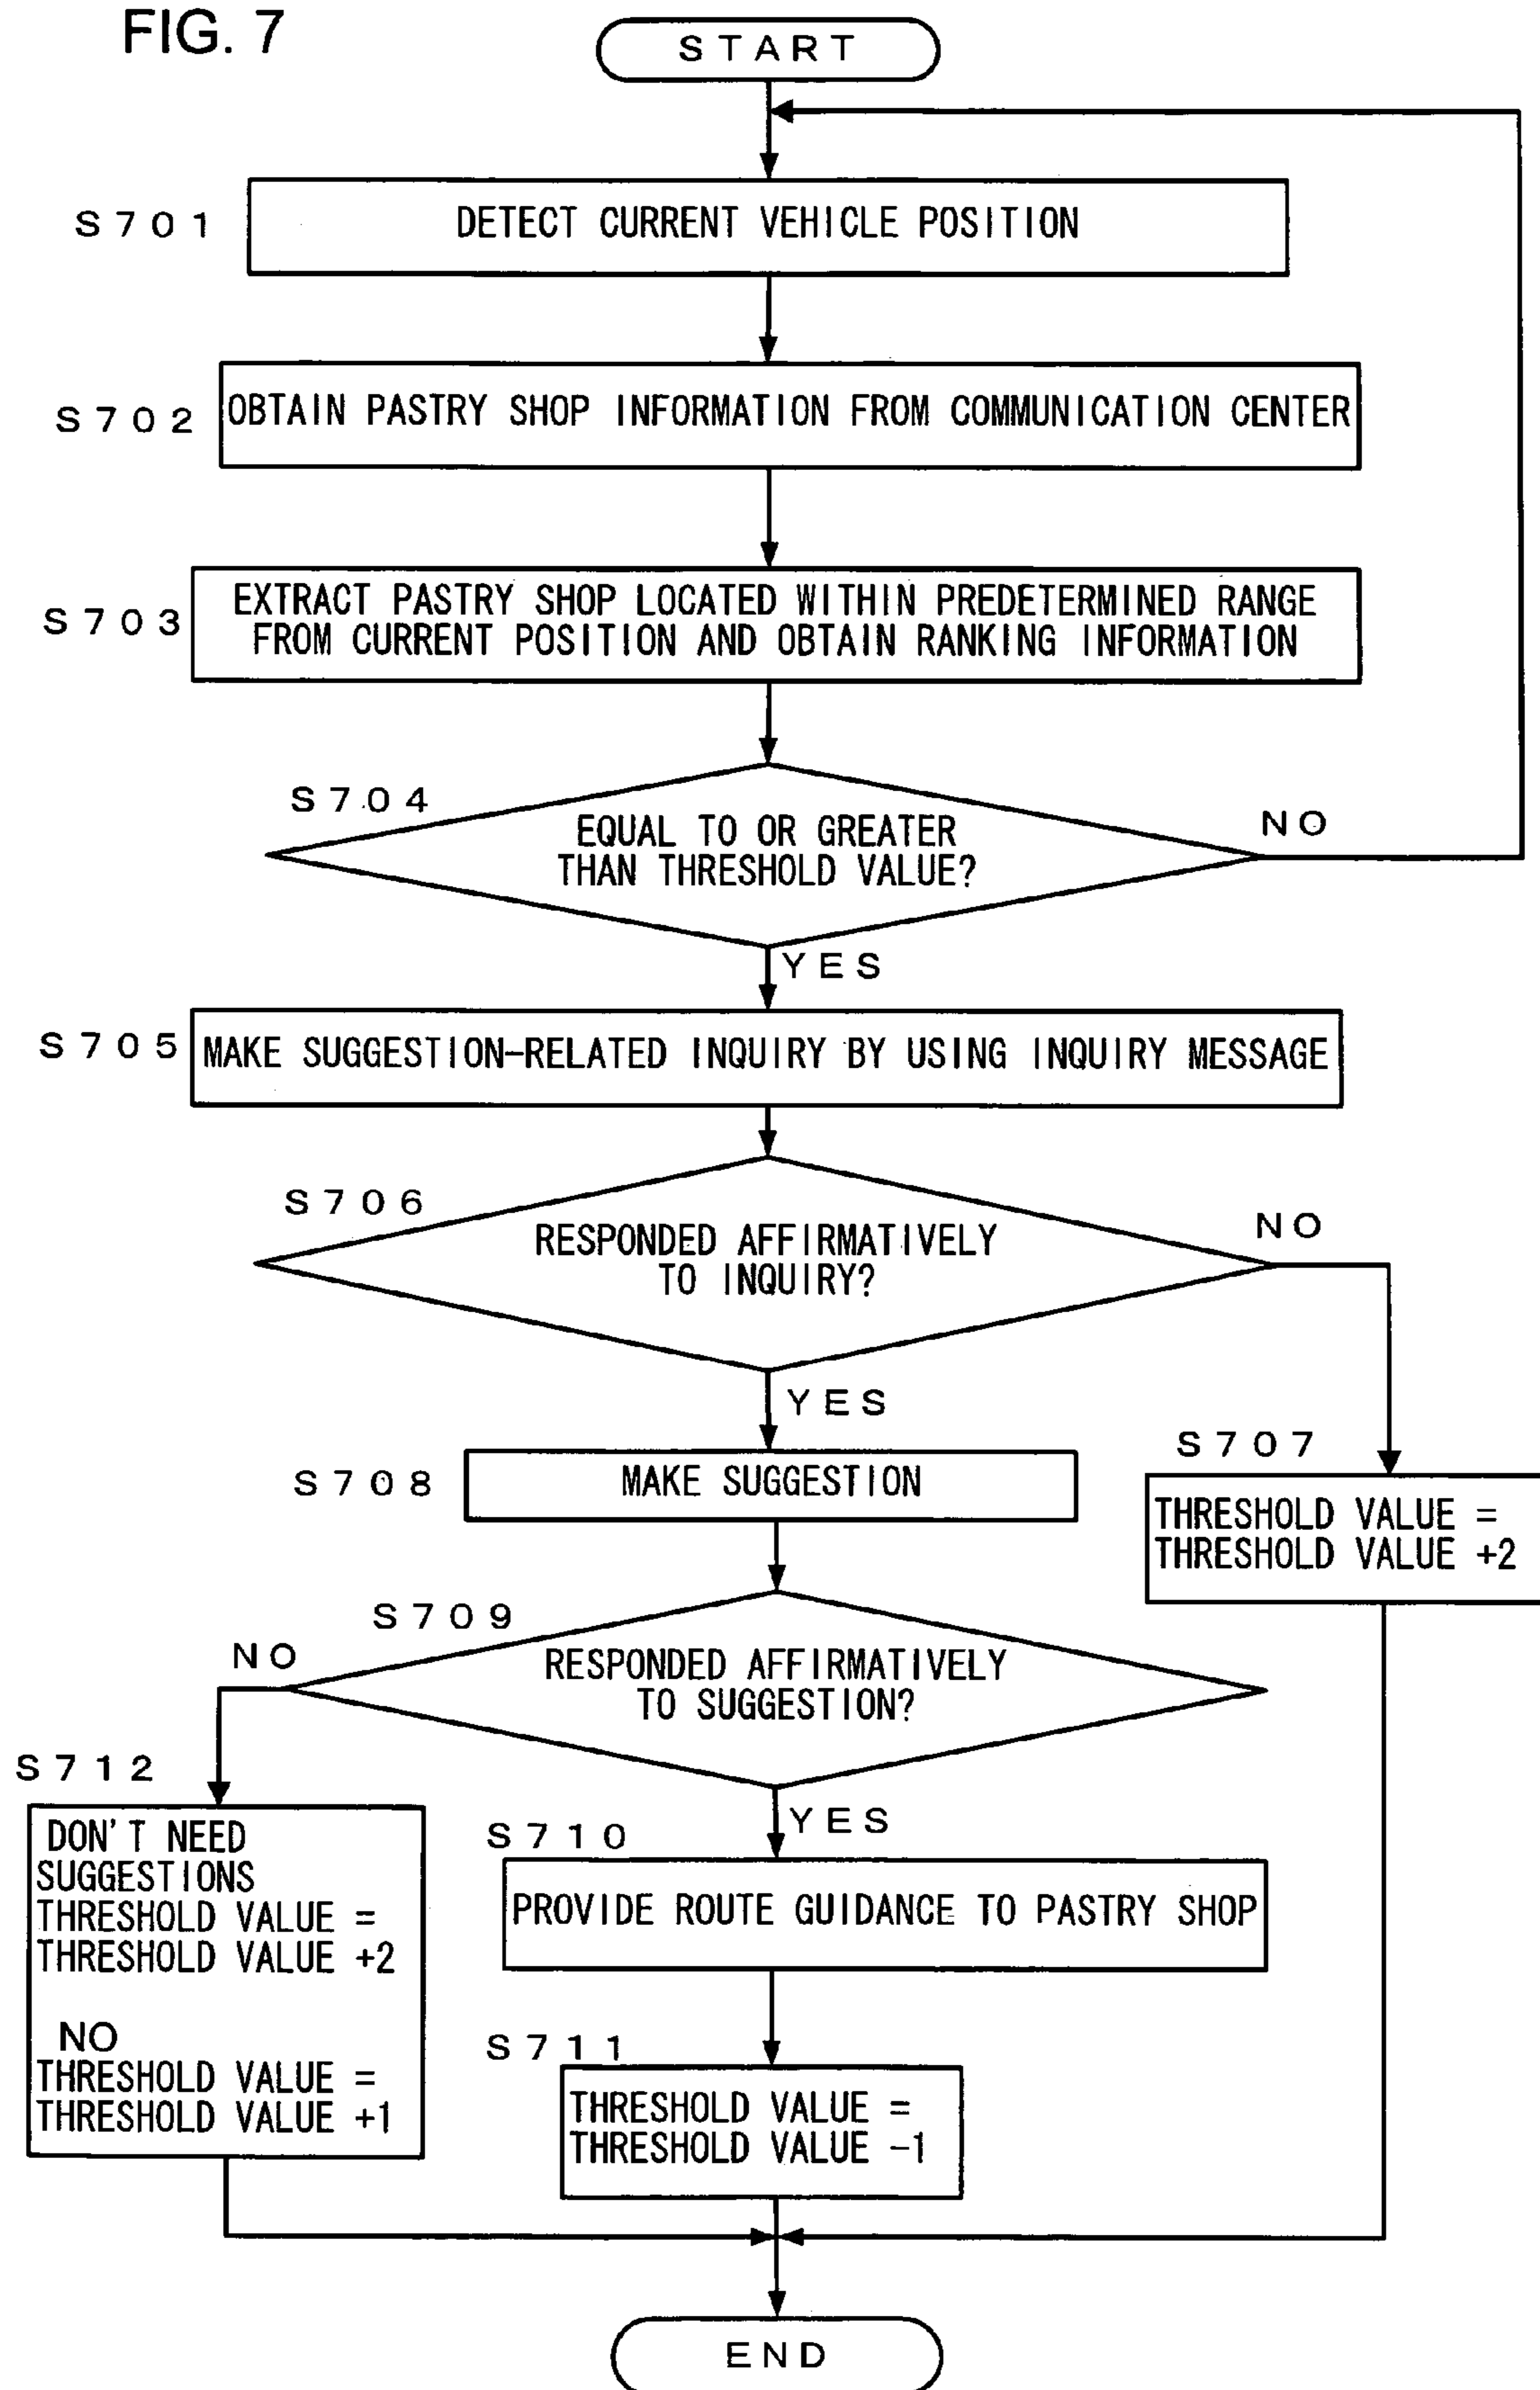 FIG. 7
START
S701
DETECT CURRENT VEHICLE POSITION
S702
OBTAIN PASTRY SHOP INFORMATION FROM COMMUNICATION CENTER
S703
EXTRACT PASTRY SHOP LOCATED WITHIN PREDETERMINED RANGE
FROM CURRENT POSITION AND OBTAIN RANKING INFORMATION
S704
EQUAL TO OR GREATER
THAN THRESHOLD VALUE?
NO
YES
S705
MAKE SUGGESTION-RELATED INQUIRY BY USING INQUIRY MESSAGE
S706
RESPONDED AFFIRMATIVELY
TO INQUIRY?
NO
YES
S707
THRESHOLD VALUE =
THRESHOLD VALUE +2
S708
MAKE SUGGESTION
S709
RESPONDED AFFIRMATIVELY
TO SUGGESTION?
NO
YES
S712
DON'T NEED
SUGGESTIONS
THRESHOLD VALUE =
THRESHOLD VALUE +2
NO
THRESHOLD VALUE =
THRESHOLD VALUE +1
S710
PROVIDE ROUTE GUIDANCE TO PASTRY SHOP
S711
THRESHOLD VALUE =
THRESHOLD VALUE -1
END